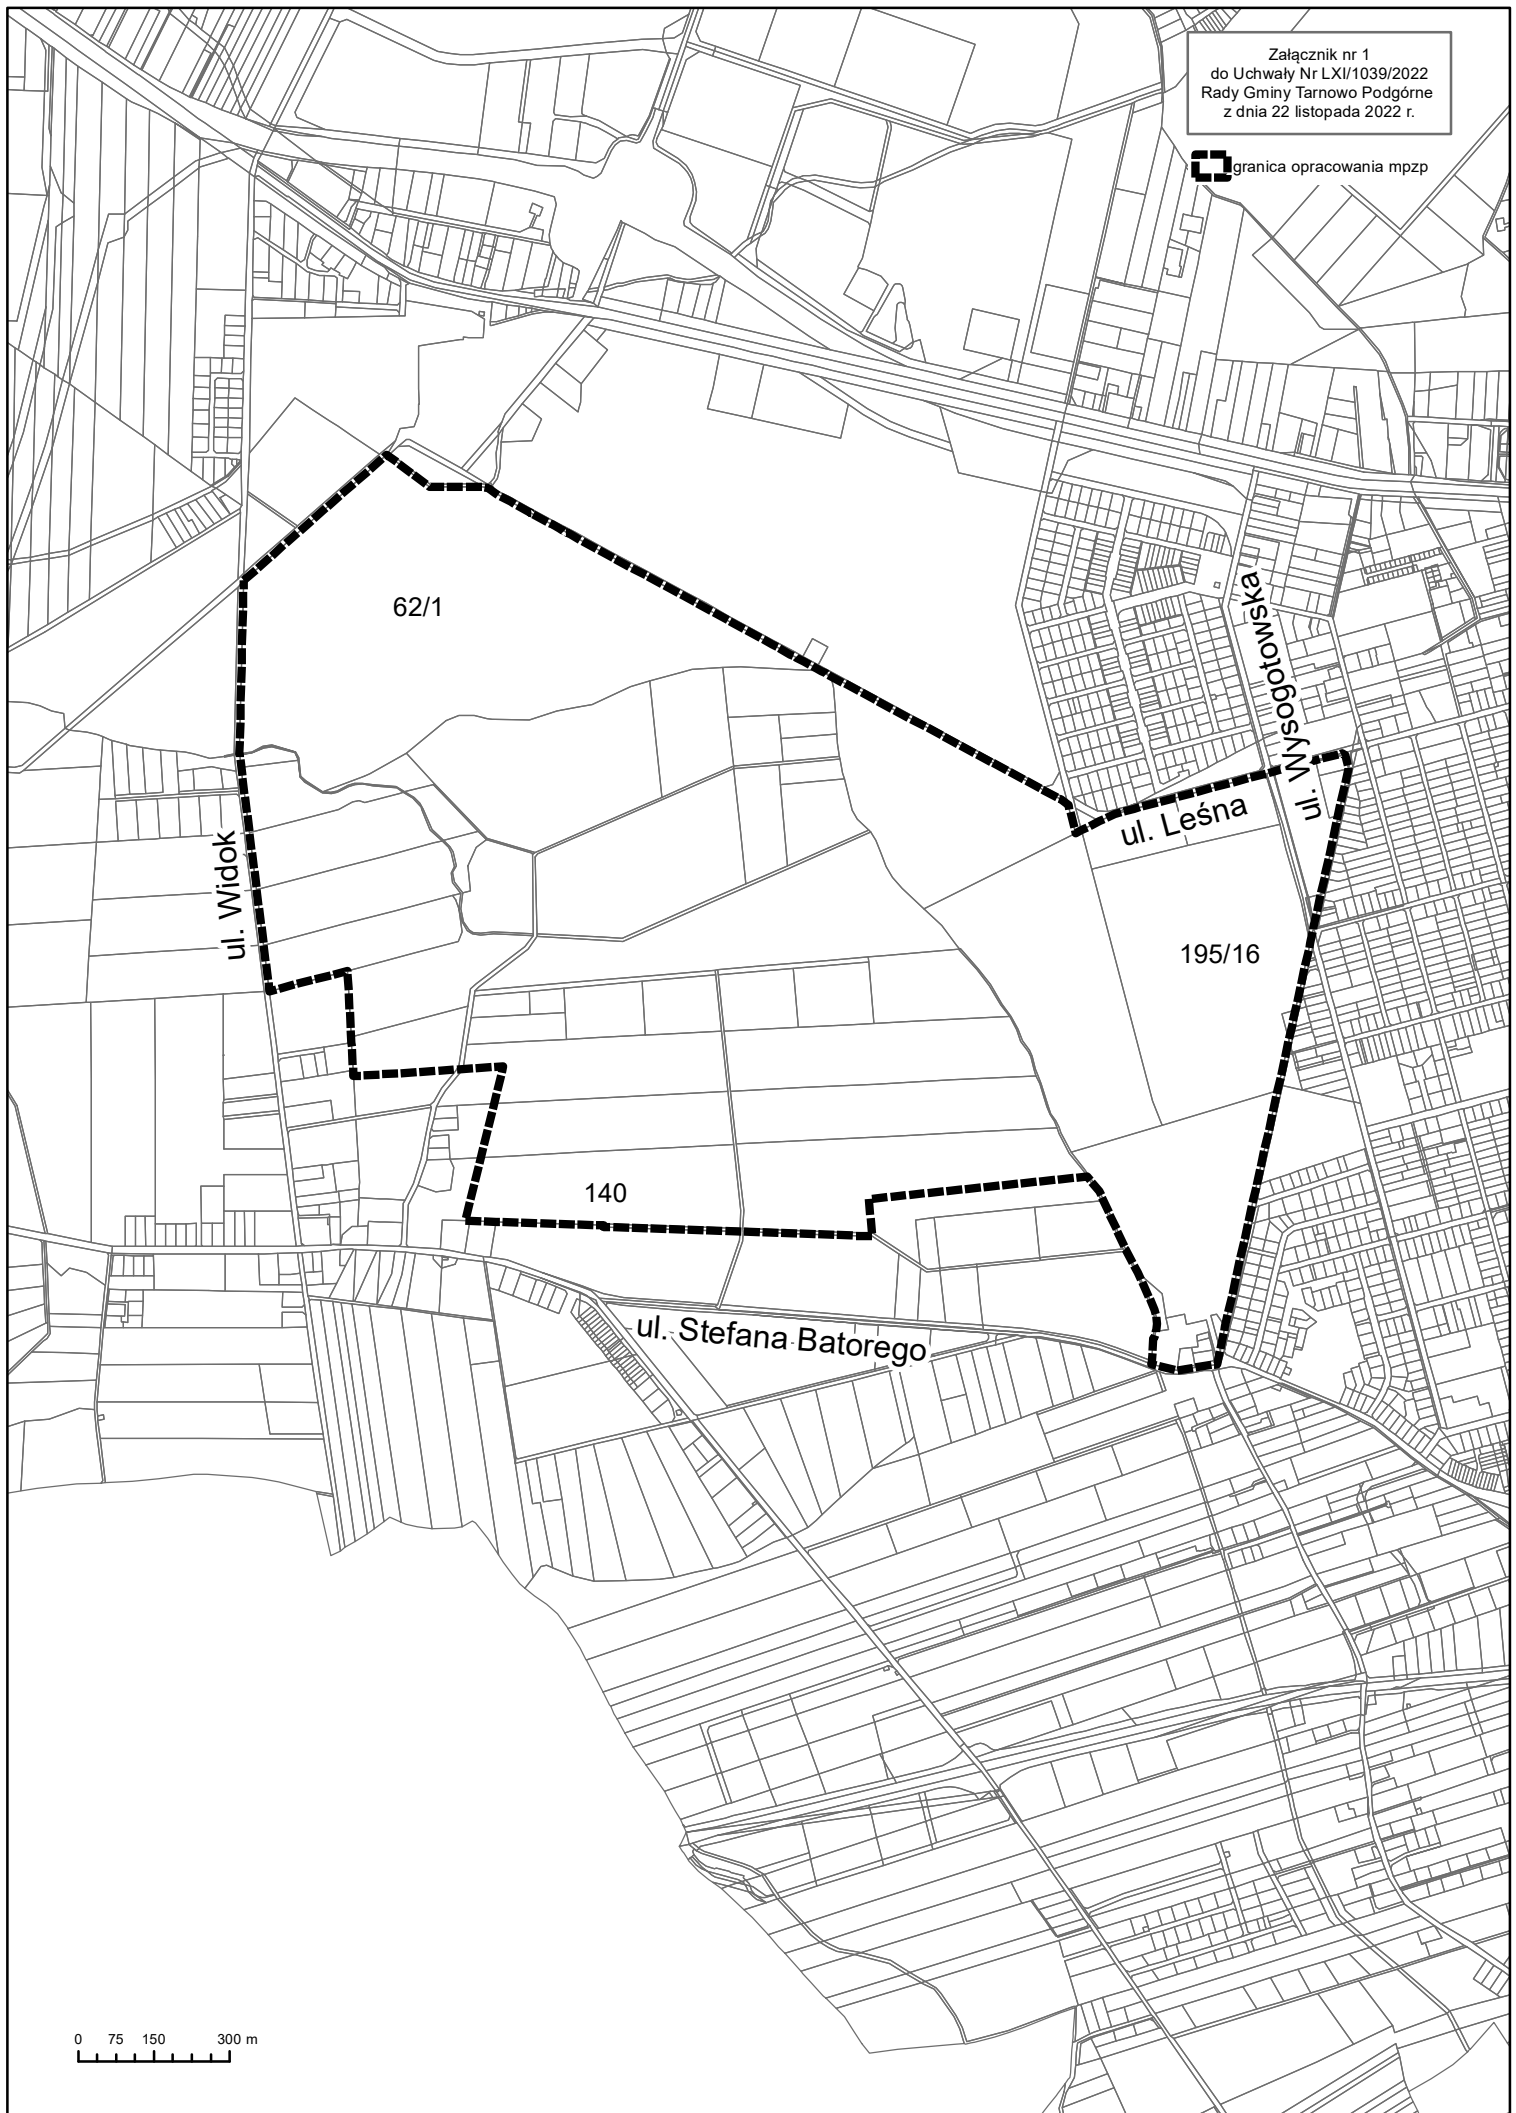 Załącznik nr 1
do Uchwały Nr LXI/1039/2022
Rady Gminy Tarnowo Podgórne
z dnia 22 listopada 2022 r.
granica opracowania mpzp
62/1
ul. Wysogotowska
ul. Leśna
ul. Widok
195/16
140
ul. Stefana Batorego
0 75 150 300 m